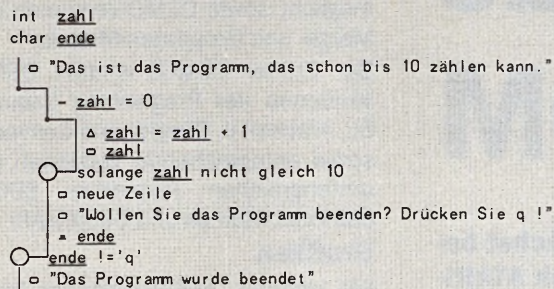 int zahl
char ende
"Das ist das Programm, das schon bis 10 zählen kann."
- zahl = 0
Δ zahl = zahl + 1
zahl
solange zahl nicht gleich 10
neue Zeile
"Wollen Sie das Programm beenden? Drücken Sie q !"
ende
ende !='q'
"Das Programm wurde beendet"